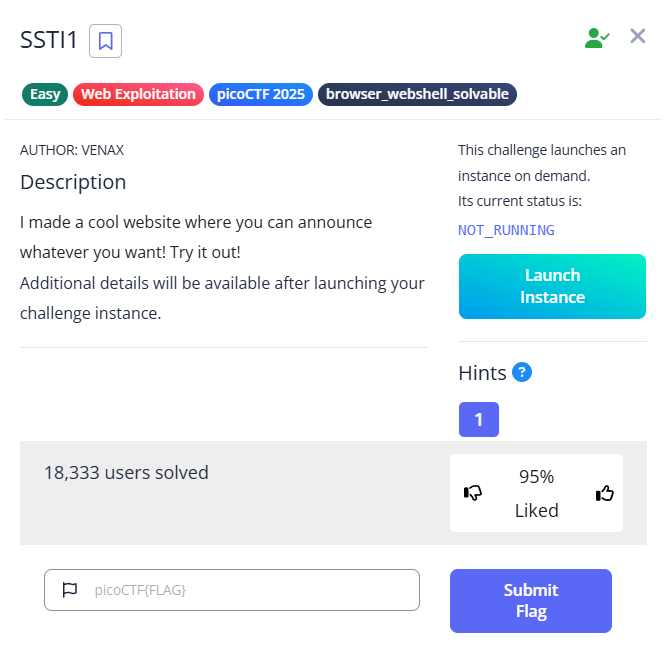 SSTI1
Easy Web Exploitation picoCTF 2025 browser_webshell_solvable
AUTHOR: VENAX
Description
I made a cool website where you can announce
whatever you want! Try it out!
Additional details will be available after launching your
challenge instance.
This challenge launches an
instance on demand.
Its current status is:
NOT_RUNNING
Launch
Instance
Hints ?
1
18,333 users solved
95%
Liked
picoCTF{FLAG}
Submit
Flag